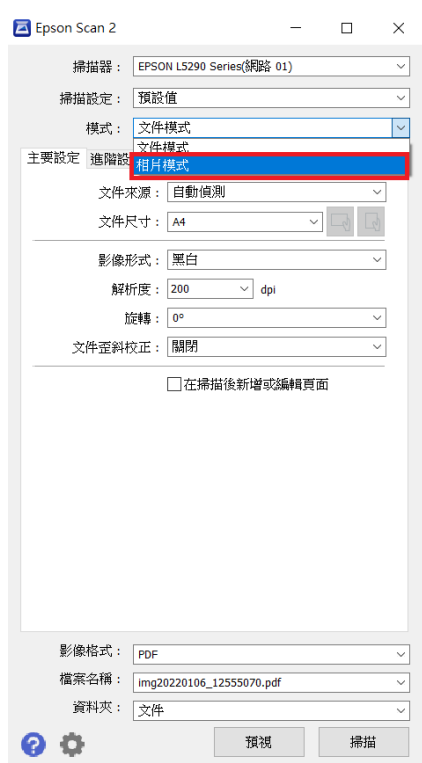 Epson Scan 2
掃描器： EPSON L5290 Series(網路 01)
掃描設定： 預設值
模式： 文件模式
文件模式
相片模式
主要設定 進階設
文件來源： 自動偵測
文件尺寸： A4
影像形式： 黑白
解析度： 200 dpi
旋轉： 0º
文件歪斜校正： 關閉
在掃描後新增或編輯頁面
影像格式： PDF
檔案名稱： img20220106_12555070.pdf
資料夾： 文件
? 預視 掃描